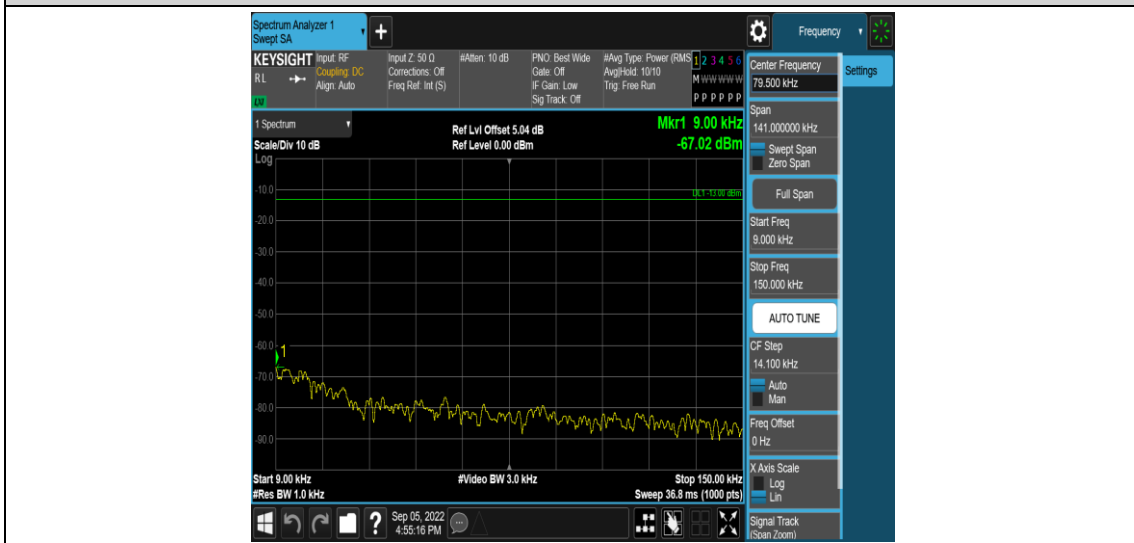 Spectrum Analyzer 1
Swept SA
+
Frequency
KEYSIGHT
RL
LXI
Input: RF
Coupling: DC
Align: Auto
Input Z: 50 Ω
Corrections: Off
Freq Ref: Int (S)
#Atten: 10 dB
PNO: Best Wide
Gate: Off
IF Gain: Low
Sig Track: Off
#Avg Type: Power (RMS
Avg|Hold: 10/10
Trig: Free Run
1 2 3 4 5 6
M W W W W W
P P P P P P
Center Frequency
79.500 kHz
Settings
Span
141.000000 kHz
Swept Span
Zero Span
Full Span
Start Freq
9.000 kHz
Stop Freq
150.000 kHz
AUTO TUNE
CF Step
14.100 kHz
Auto
Man
Freq Offset
0 Hz
X Axis Scale
Log
Lin
Signal Track
(Span Zoom)
1 Spectrum
Scale/Div 10 dB
Ref Lvl Offset 5.04 dB
Ref Level 0.00 dBm
Mkr1 9.00 kHz
-67.02 dBm
Log
DL1 -13.00 dBm
-10.0
-20.0
-30.0
-40.0
-50.0
-60.0
1
-70.0
-80.0
-90.0
Start 9.00 kHz
#Video BW 3.0 kHz
Stop 150.00 kHz
#Res BW 1.0 kHz
Sweep 36.8 ms (1000 pts)
?
Sep 05, 2022
4:55:16 PM